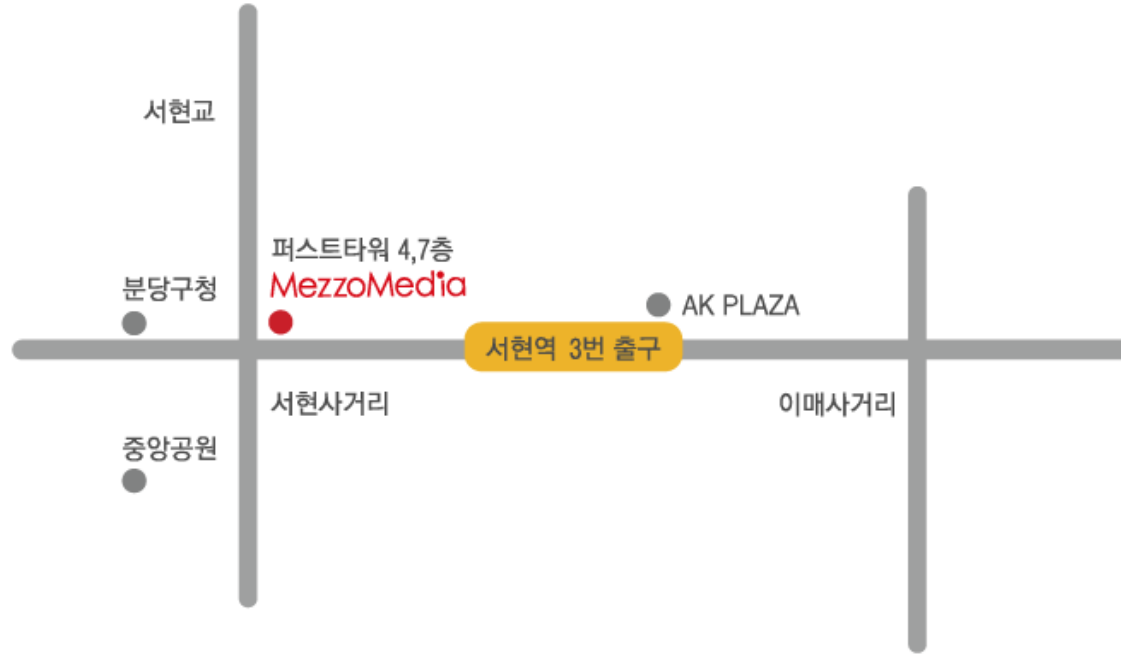 서현교
퍼스트타워 4,7층
분당구청
MezzoMedia
AK PLAZA
서현역 3번 출구
서현사거리
이매사거리
중앙공원